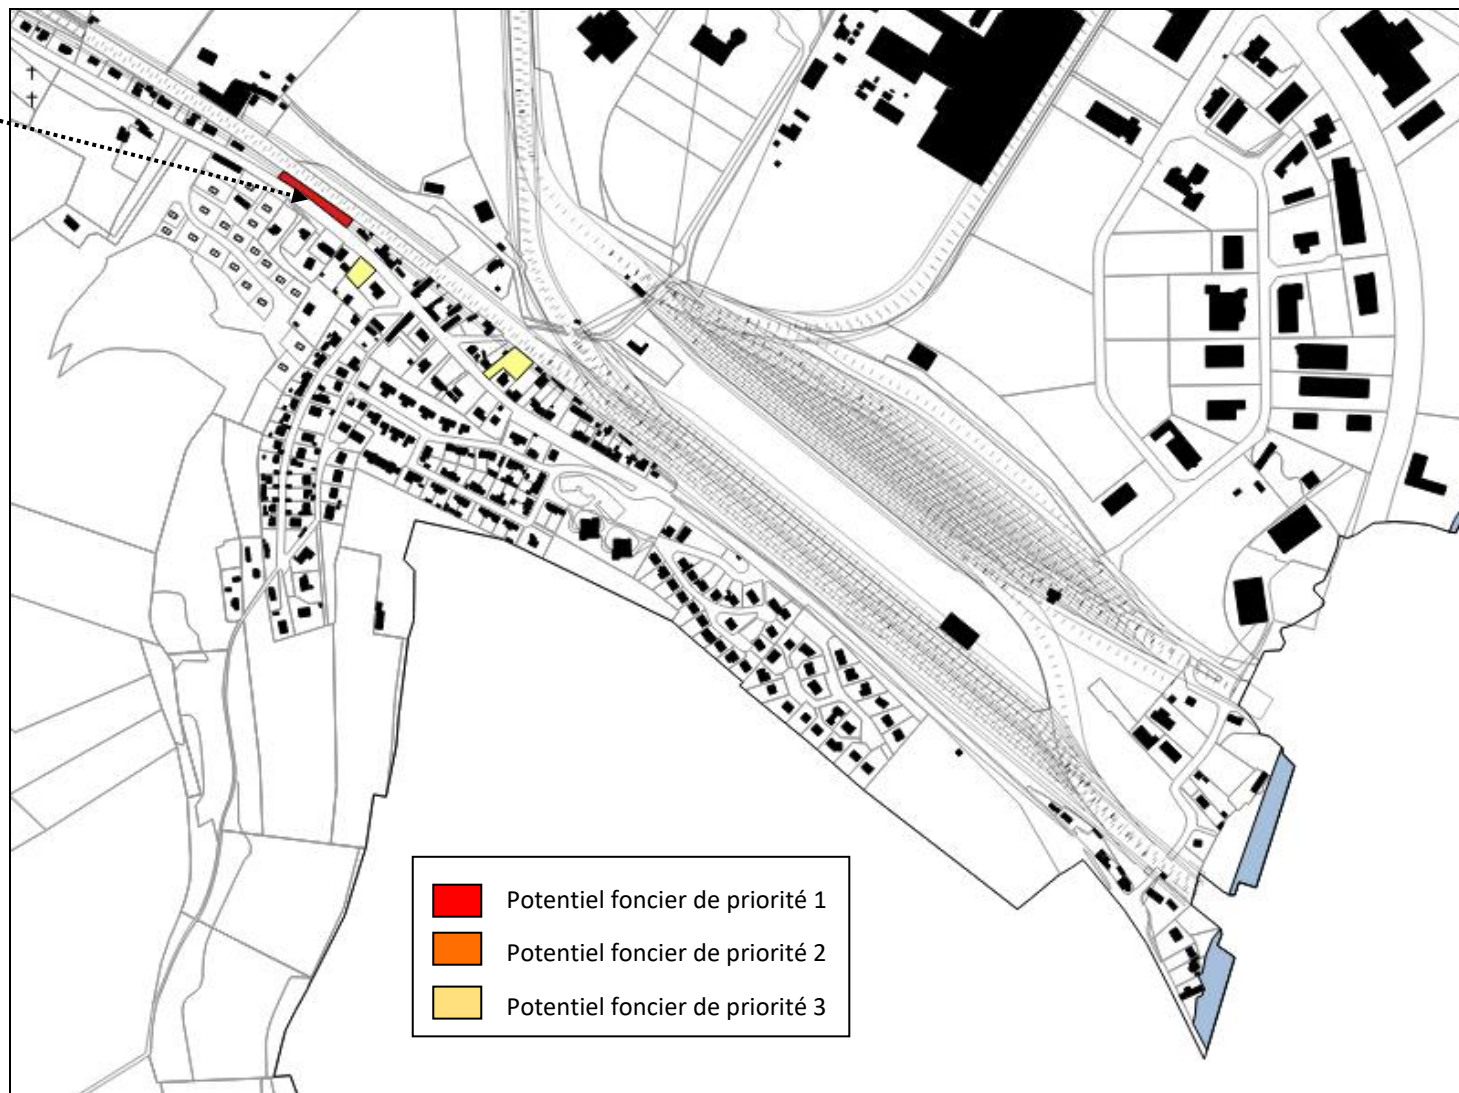 Potentiel foncier de priorité 1
Potentiel foncier de priorité 2
Potentiel foncier de priorité 3